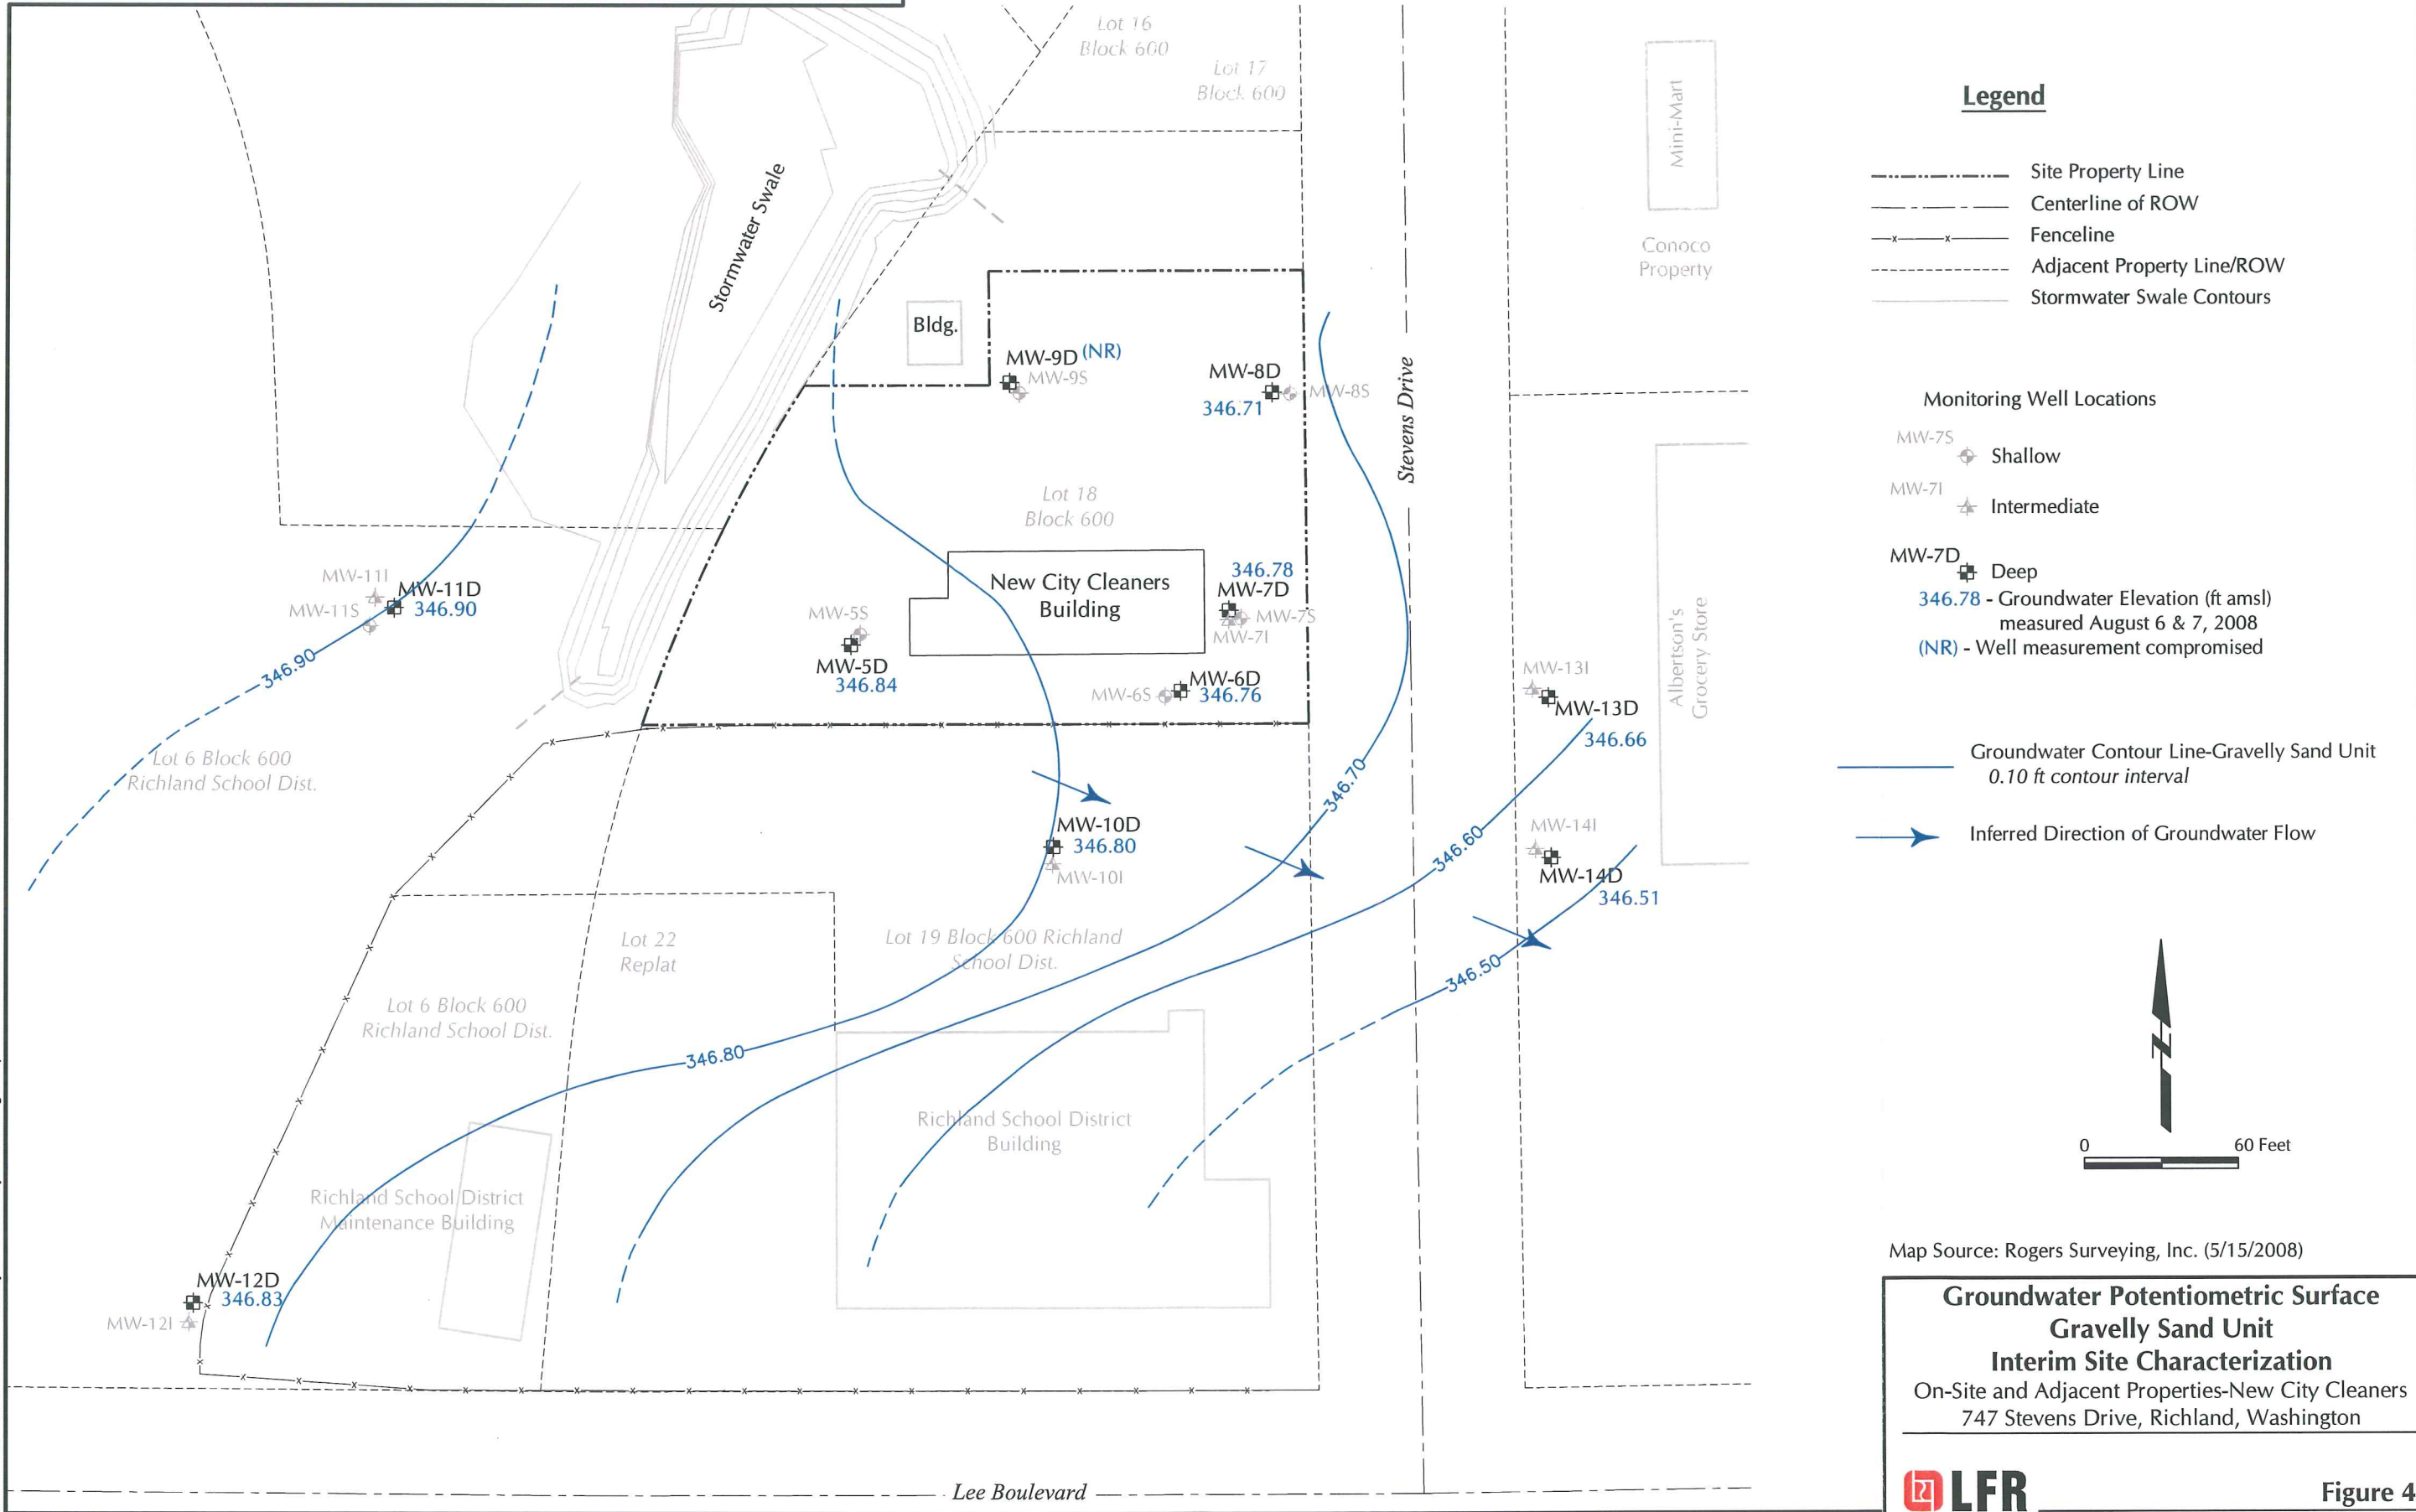 Lot 16
Block 600
Lot 17
Block 600
Stormwater Swale
Bldg.
MW-9D (NR)
MW-9S
MW-8D
346.71
MW-8S
Lot 18
Block 600
Stevens Drive
Mini-Mart
Conoco
Property
Albertson's
Grocery Store
New City Cleaners
Building
346.78
MW-7D
MW-7S
MW-7I
MW-11I
MW-11D
MW-11S
346.90
346.90
MW-5S
MW-5D
346.84
MW-6D
MW-6S
346.76
MW-13I
MW-13D
346.66
Lot 6 Block 600
Richland School Dist.
346.70
MW-10D
346.80
MW-10I
346.60
MW-14I
MW-14D
346.51
346.50
Lot 22
Replat
Lot 19 Block 600 Richland
School Dist.
Lot 6 Block 600
Richland School Dist.
346.80
Richland School District
Building
Richland School District
Maintenance Building
MW-12D
346.83
MW-12I
Lee Boulevard
Legend
Site Property Line
Centerline of ROW
Fenceline
Adjacent Property Line/ROW
Stormwater Swale Contours
Monitoring Well Locations
MW-7S
Shallow
MW-7I
Intermediate
MW-7D
Deep
346.78 - Groundwater Elevation (ft amsl)
measured August 6 & 7, 2008
(NR) - Well measurement compromised
Groundwater Contour Line-Gravelly Sand Unit
0.10 ft contour interval
Inferred Direction of Groundwater Flow
N
0 60 Feet
Map Source: Rogers Surveying, Inc. (5/15/2008)
Groundwater Potentiometric Surface
Gravelly Sand Unit
Interim Site Characterization
On-Site and Adjacent Properties-New City Cleaners
747 Stevens Drive, Richland, Washington
LFR
Figure 4